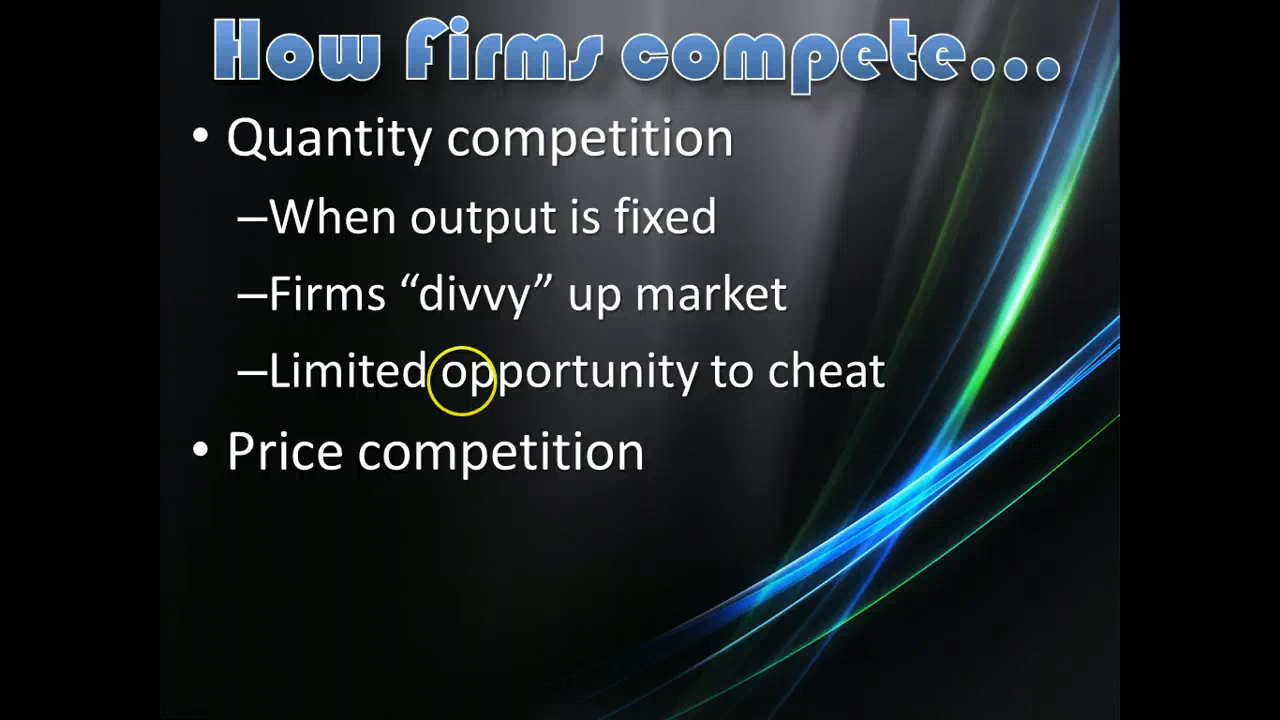 How Firms compete...
• Quantity competition
–When output is fixed
–Firms “divvy” up market
–Limited opportunity to cheat
• Price competition